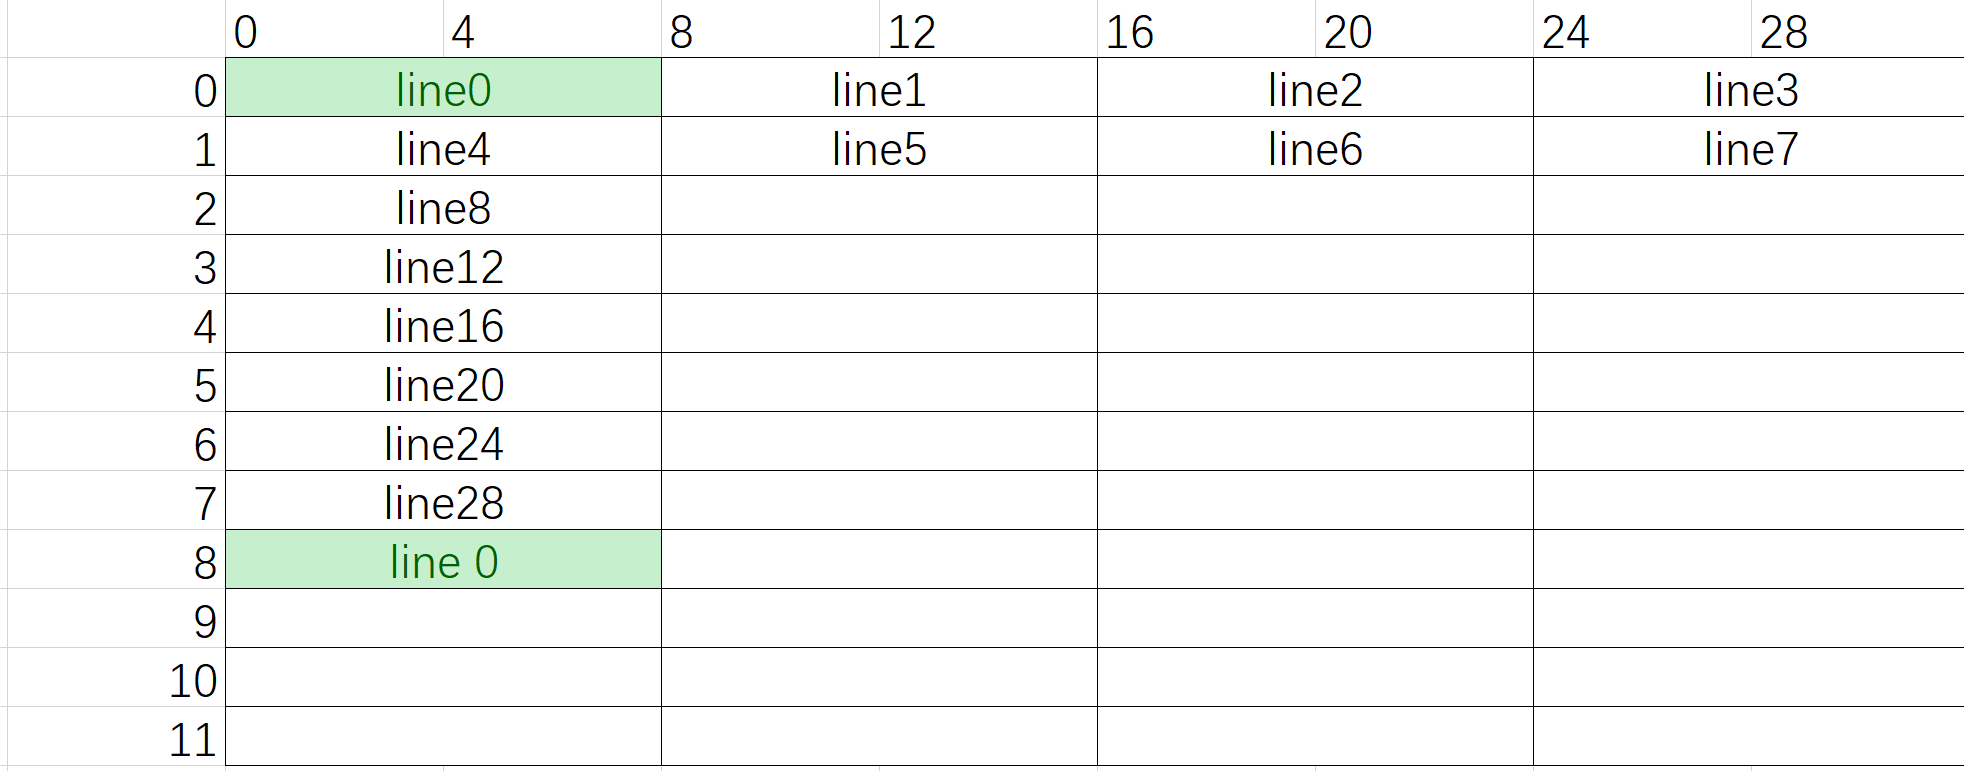 0 4 8 12 16 20 24 28
0 line0 line1 line2 line3
1 line4 line5 line6 line7
2 line8
3 line12
4 line16
5 line20
6 line24
7 line28
8 line 0
9
10
11